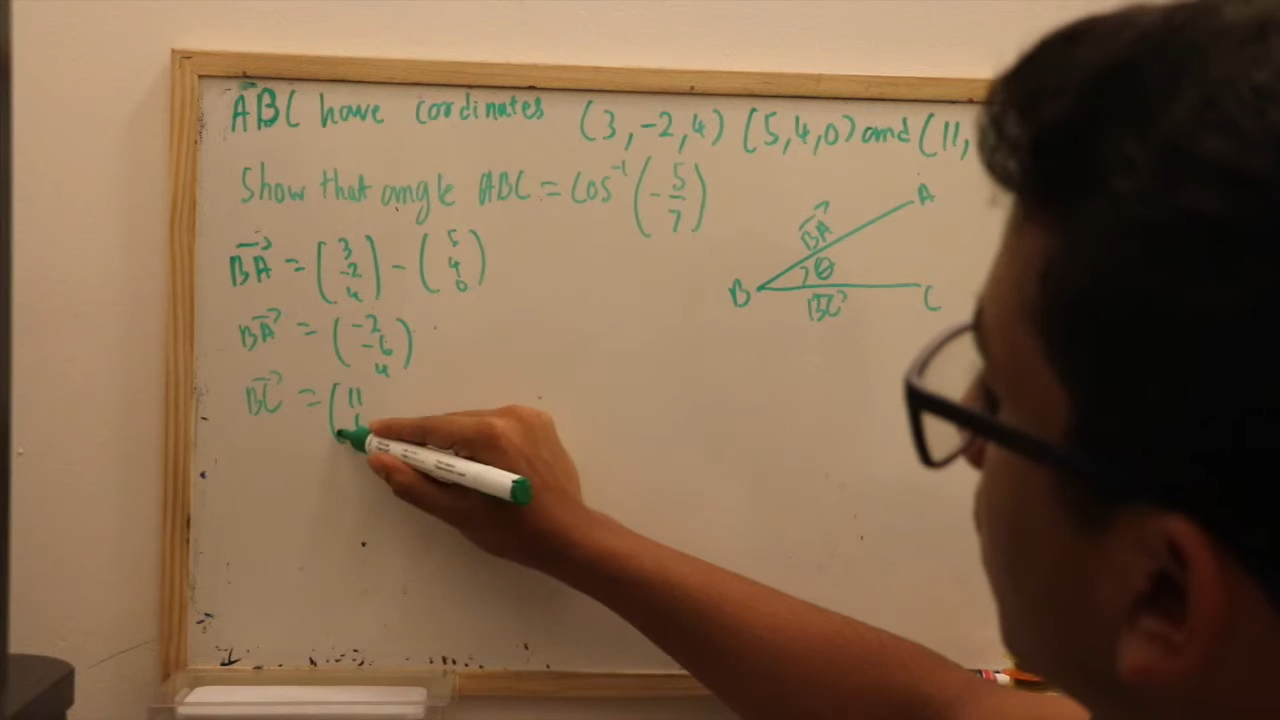 ABC have cordinates (3,-2,4) (5,4,0) and (11,
Show that angle ABC = Cos⁻¹ (-5/7)
BA = (3 -2 4) - (5 4 0)
BA = (-2 -6 4)
BC = (11
A
BA
θ
B
C
BC